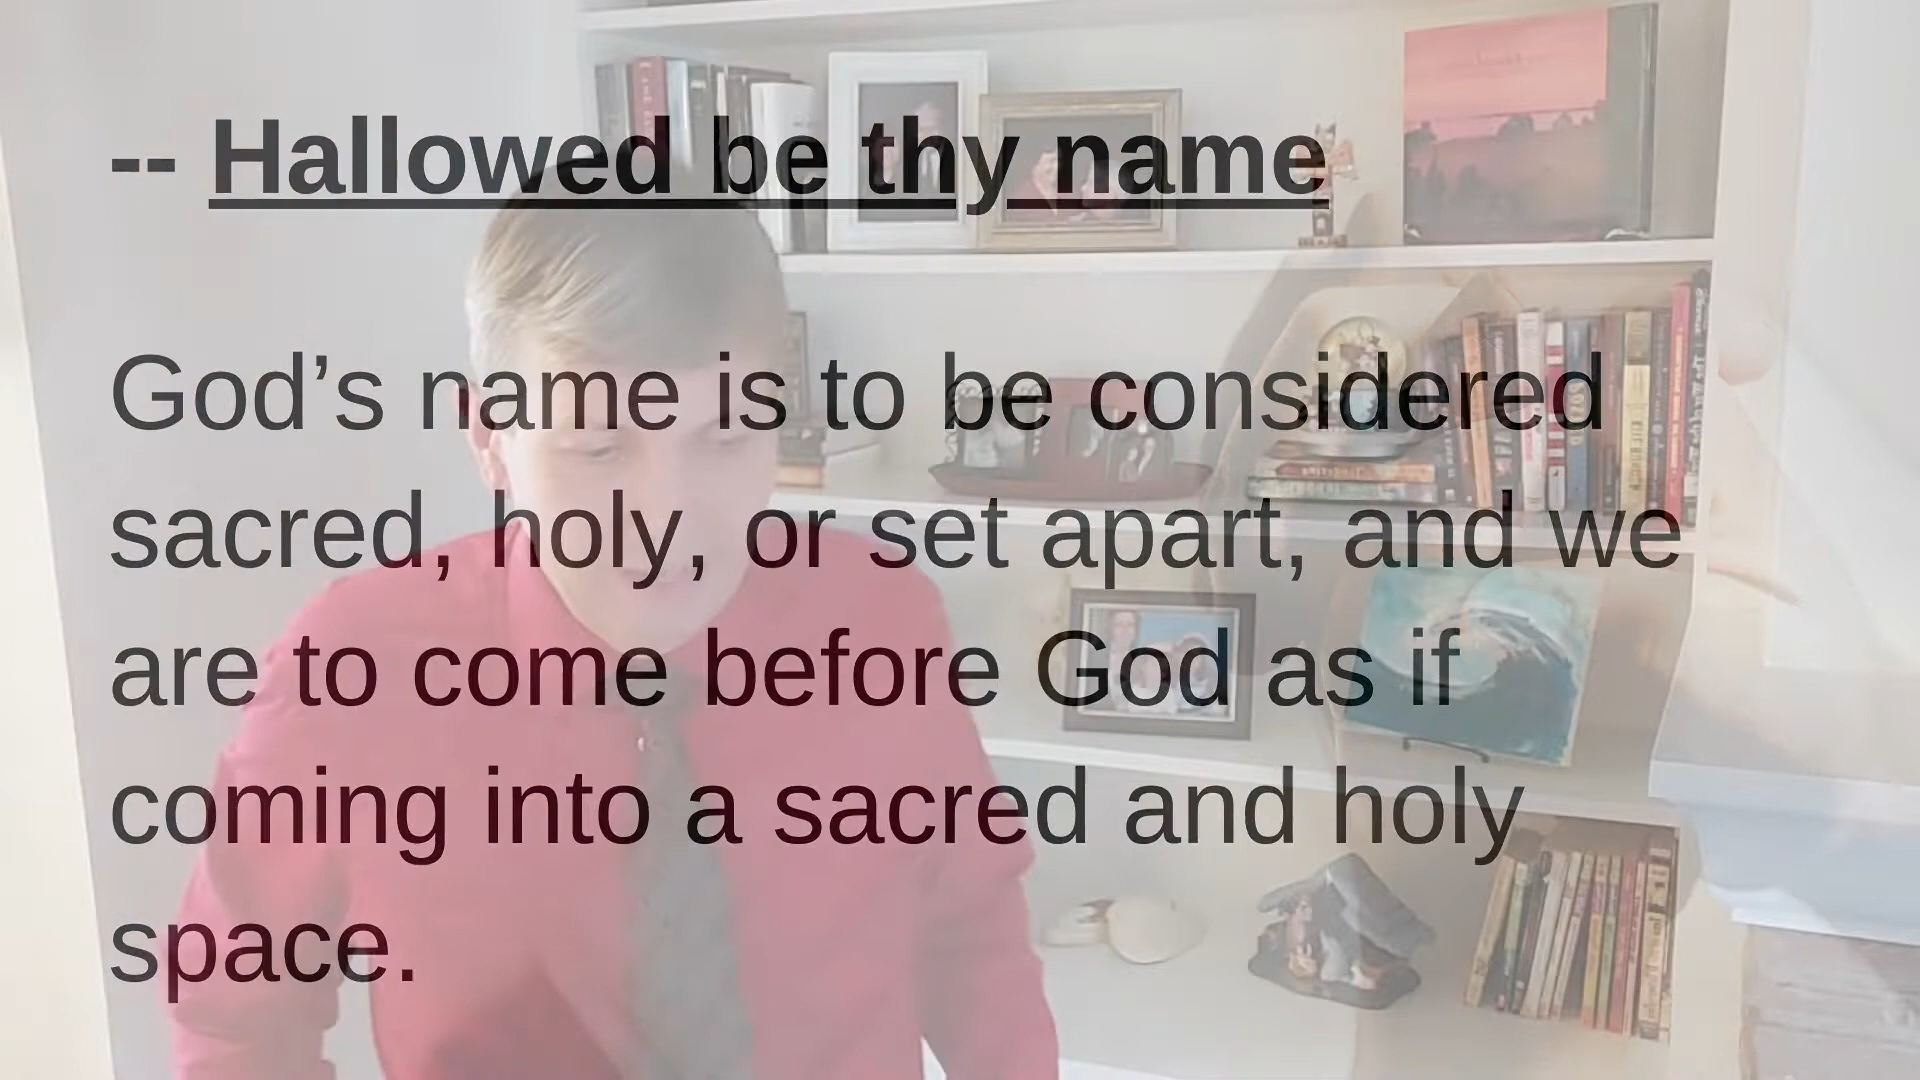 -- Hallowed be thy name
God’s name is to be considered
sacred, holy, or set apart, and we
are to come before God as if
coming into a sacred and holy
space.